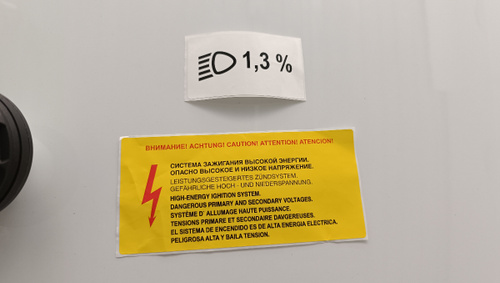 1,3 %
ВНИМАНИЕ! ACHTUNG! CAUTION! ATTENTION! ATENCION!
СИСТЕМА ЗАЖИГАНИЯ ВЫСОКОЙ ЭНЕРГИИ.
ОПАСНО ВЫСОКОЕ И НИЗКОЕ НАПРЯЖЕНИЕ.
LEISTUNGSGESTEIGERTES ZÜNDSYSTEM.
GEFÄHRLICHE HOCH - UND NIEDERSPANNUNG.
HIGH-ENERGY IGNITION SYSTEM.
DANGEROUS PRIMARY AND SECONDARY VOLTAGES.
SYSTÈME D` ALLUMAGE HAUTE PUISSANCE.
TENSIONS PRIMARE ET SECONDAIRE DAVGEREUSES.
EL SISTEMA DE ENCENDIDO ES DE ALTA ENERGIA ELECTRICA.
PELIGROSA ALTA Y BAILA TENSION.